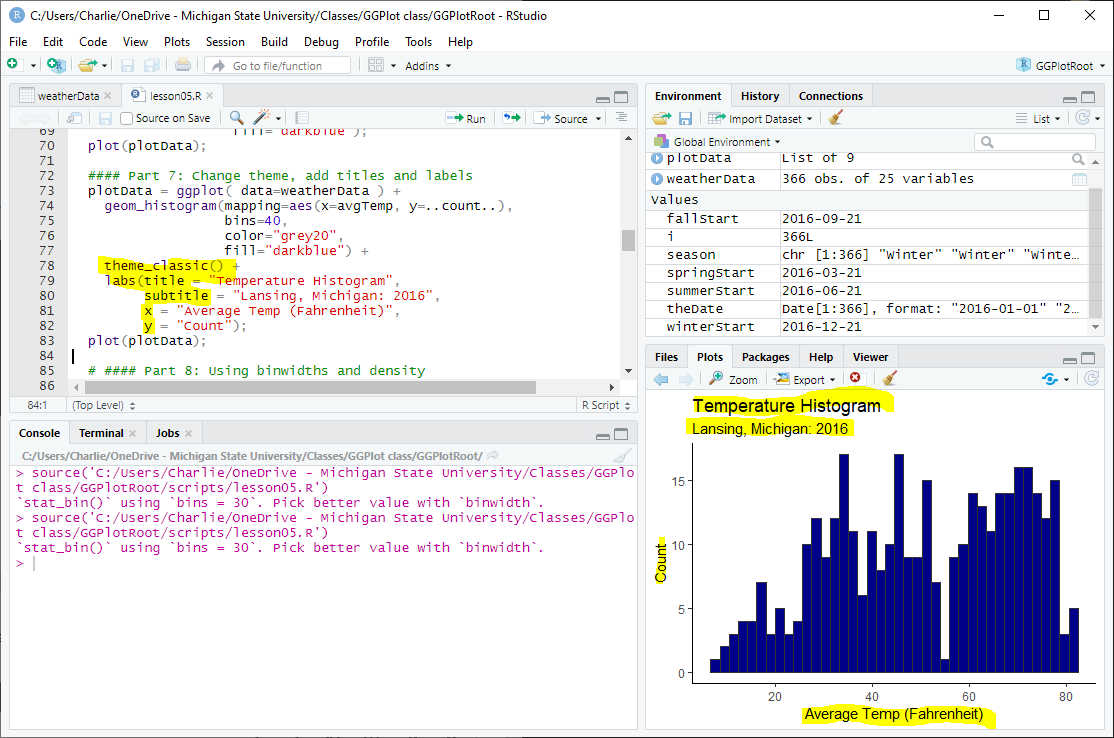 C:/Users/Charlie/OneDrive - Michigan State University/Classes/GGPlot class/GGPlotRoot - RStudio
File Edit Code View Plots Session Build Debug Profile Tools Help
Go to file/function Addins GGPlotRoot
weatherData lesson05.R
Source on Save Run Source
69 fill="darkblue");
70 plot(plotData);
71
72 #### Part 7: Change theme, add titles and labels
73 plotData = ggplot( data=weatherData ) +
74 geom_histogram(mapping=aes(x=avgTemp, y=..count..),
75 bins=40,
76 color="grey20",
77 fill="darkblue") +
78 theme_classic() +
79 labs(title = "Temperature Histogram",
80 subtitle = "Lansing, Michigan: 2016",
81 x = "Average Temp (Fahrenheit)",
82 y = "Count");
83 plot(plotData);
84
85 # #### Part 8: Using binwidths and density
86
84:1 (Top Level) R Script
Console Terminal Jobs
C:/Users/Charlie/OneDrive - Michigan State University/Classes/GGPlot class/GGPlotRoot/
> source('C:/Users/Charlie/OneDrive - Michigan State University/Classes/GGPlo
t class/GGPlotRoot/scripts/lesson05.R')
`stat_bin()` using `bins = 30`. Pick better value with `binwidth`.
> source('C:/Users/Charlie/OneDrive - Michigan State University/Classes/GGPlo
t class/GGPlotRoot/scripts/lesson05.R')
`stat_bin()` using `bins = 30`. Pick better value with `binwidth`.
>
Environment History Connections
Import Dataset List
Global Environment
plotData List of 9
weatherData 366 obs. of 25 variables
Values
fallStart 2016-09-21
i 366L
season chr [1:366] "Winter" "Winter" "Winte…
springStart 2016-03-21
summerStart 2016-06-21
theDate Date[1:366], format: "2016-01-01" "2…
winterStart 2016-12-21
Files Plots Packages Help Viewer
Zoom Export
Temperature Histogram
Lansing, Michigan: 2016
15
10
5
0
Count
20 40 60 80
Average Temp (Fahrenheit)